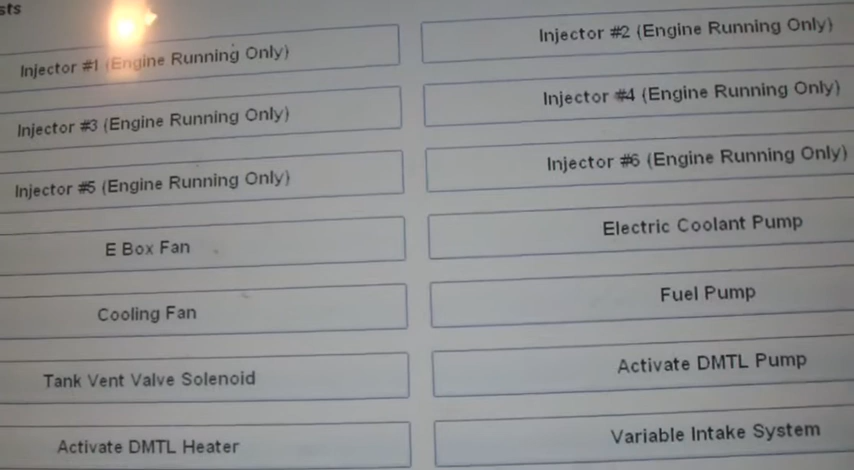 sts
Injector #1 (Engine Running Only)
Injector #2 (Engine Running Only)
Injector #3 (Engine Running Only)
Injector #4 (Engine Running Only)
Injector #5 (Engine Running Only)
Injector #6 (Engine Running Only)
E Box Fan
Electric Coolant Pump
Cooling Fan
Fuel Pump
Tank Vent Valve Solenoid
Activate DMTL Pump
Activate DMTL Heater
Variable Intake System